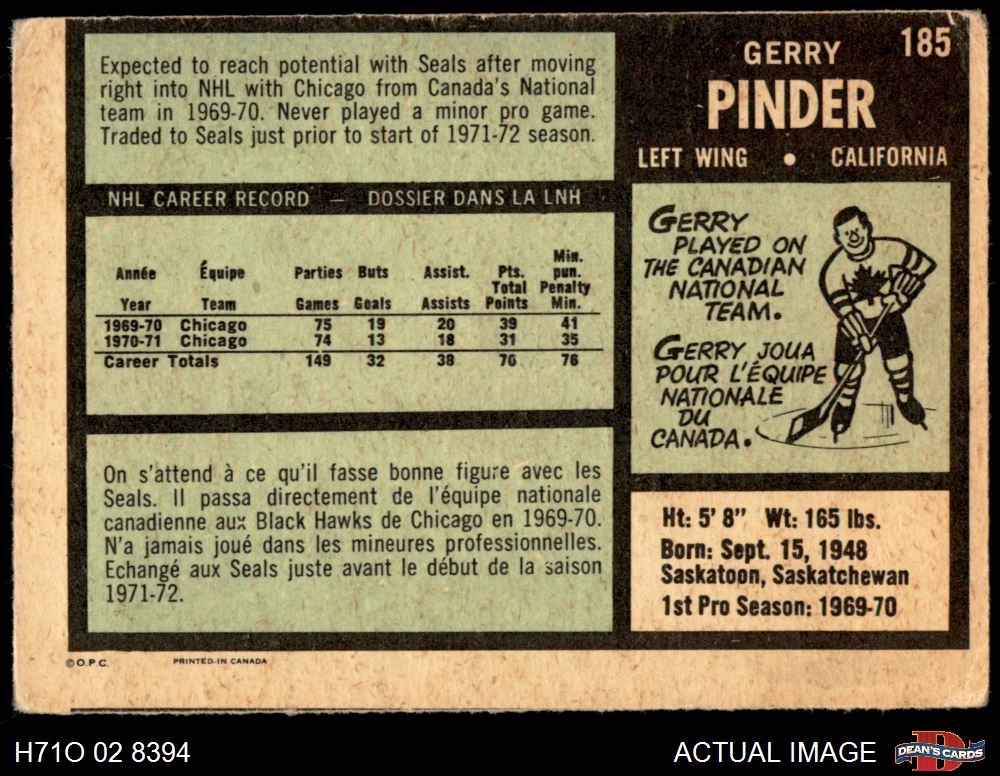 185
GERRY
PINDER
LEFT WING • CALIFORNIA
Expected to reach potential with Seals after moving
right into NHL with Chicago from Canada's National
team in 1969-70. Never played a minor pro game.
Traded to Seals just prior to start of 1971-72 season.
NHL CAREER RECORD — DOSSIER DANS LA LNH
Année Équipe Parties Buts Assist. Pts. Total Min. pun.
Year Team Games Goals Assists Points Penalty Min.
1969-70 Chicago 75 19 20 39 41
1970-71 Chicago 74 13 18 31 35
Career Totals 149 32 38 70 76
On s'attend à ce qu'il fasse bonne figure avec les
Seals. Il passa directement de l'équipe nationale
canadienne aux Black Hawks de Chicago en 1969-70.
N'a jamais joué dans les mineures professionnelles.
Echangé aux Seals juste avant le début de la saison
1971-72.
GERRY
PLAYED ON
THE CANADIAN
NATIONAL
TEAM.
GERRY JOUA
POUR L'ÉQUIPE
NATIONALE
DU
CANADA.
Ht: 5' 8" Wt: 165 lbs.
Born: Sept. 15, 1948
Saskatoon, Saskatchewan
1st Pro Season: 1969-70
© O.P.C. PRINTED IN CANADA
H71O 02 8394
ACTUAL IMAGE
DEAN'S CARDS